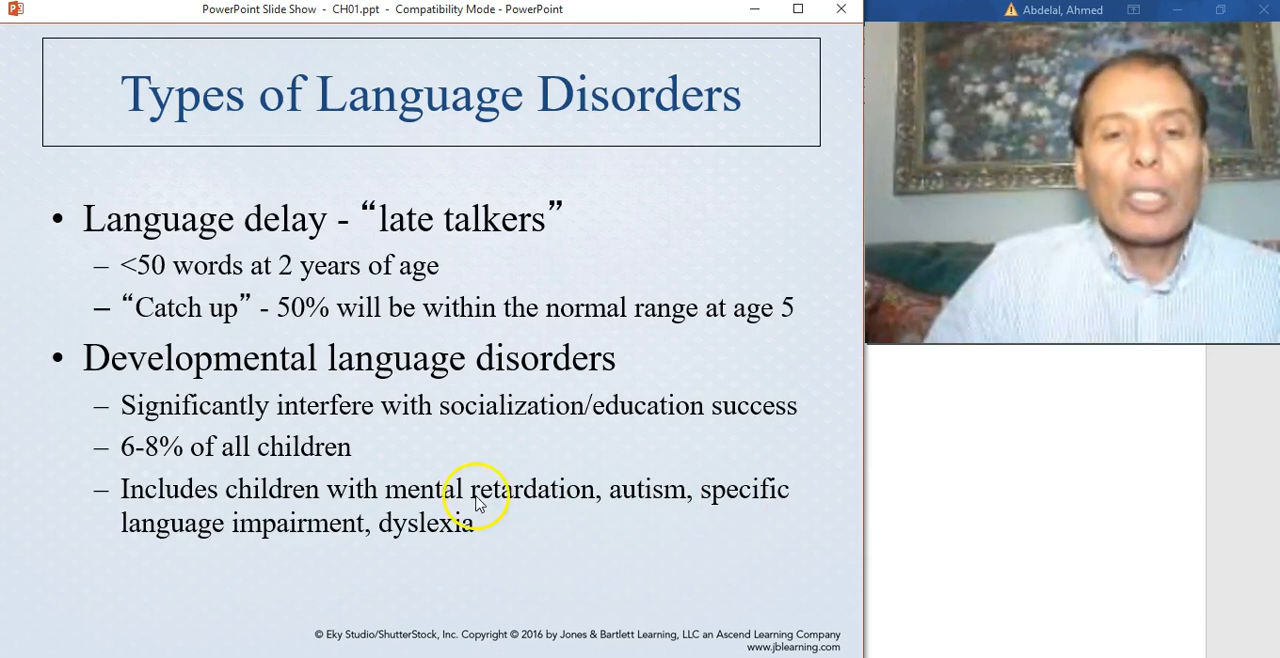 PowerPoint Slide Show - CH01.ppt - Compatibility Mode - PowerPoint
Abdelal, Ahmed
Types of Language Disorders
• Language delay - “late talkers”
– <50 words at 2 years of age
– “Catch up” - 50% will be within the normal range at age 5
• Developmental language disorders
– Significantly interfere with socialization/education success
– 6-8% of all children
– Includes children with mental retardation, autism, specific
language impairment, dyslexia
© Eky Studio/ShutterStock, Inc. Copyright © 2016 by Jones & Bartlett Learning, LLC an Ascend Learning Company
www.jblearning.com